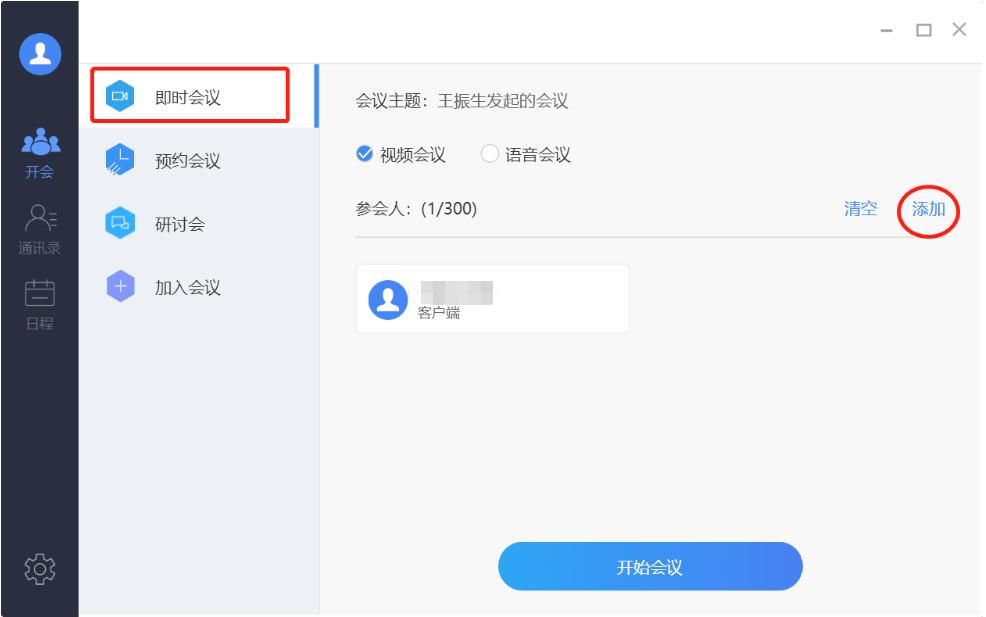 开会
通讯录
日程
即时会议
预约会议
研讨会
加入会议
会议主题：王振生发起的会议
视频会议 语音会议
参会人：(1/300) 清空 添加
客户端
开始会议